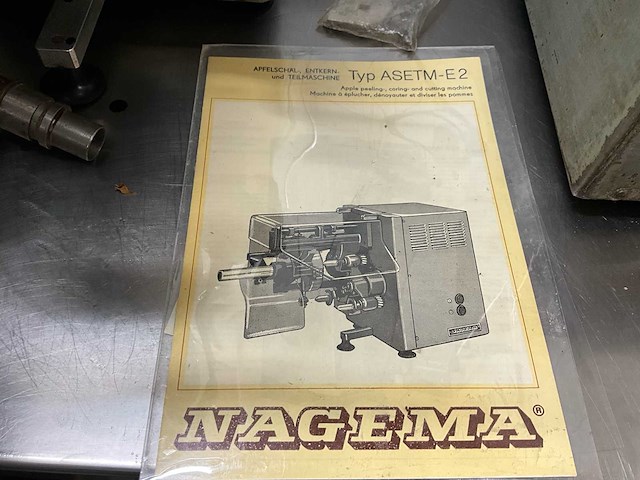 APFELSCHÄL-, ENTKERN-
und TEILMASCHINE Typ ASETM-E2
Apple peeling-, coring- and cutting machine
Machine à éplucher, dénoyauter et diviser les pommes
NAGEMA®